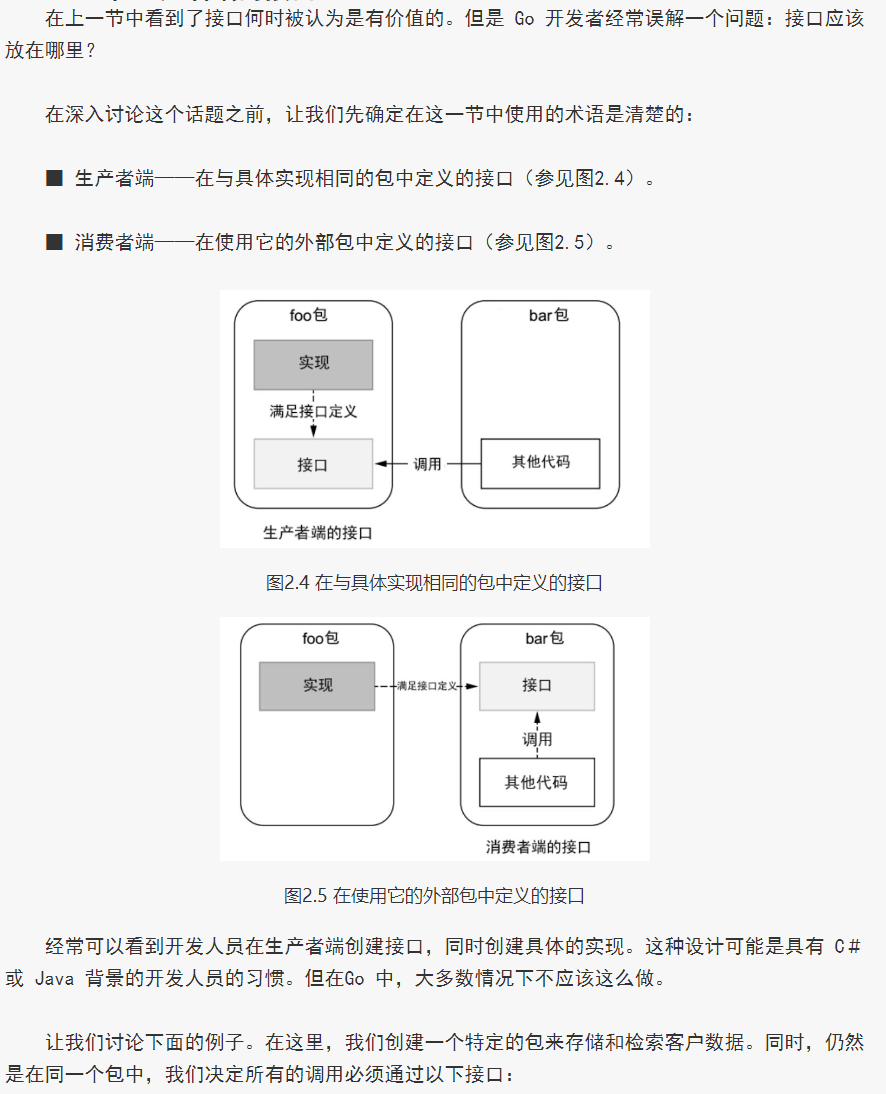 在上一节中看到了接口何时被认为是有价值的。但是 Go 开发者经常误解一个问题：接口应该
放在哪里？
在深入讨论这个话题之前，让我们先确定在这一节中使用的术语是清楚的：
■ 生产者端——在与具体实现相同的包中定义的接口（参见图2.4）。
■ 消费者端——在使用它的外部包中定义的接口（参见图2.5）。
foo包
bar包
实现
满足接口定义
接口
调用
其他代码
生产者端的接口
图2.4 在与具体实现相同的包中定义的接口
foo包
bar包
实现
满足接口定义
接口
调用
其他代码
消费者端的接口
图2.5 在使用它的外部包中定义的接口
经常可以看到开发人员在生产者端创建接口，同时创建具体的实现。这种设计可能是具有 C#
或 Java 背景的开发人员的习惯。但在Go 中，大多数情况下不应该这么做。
让我们讨论下面的例子。在这里，我们创建一个特定的包来存储和检索客户数据。同时，仍然
是在同一个包中，我们决定所有的调用必须通过以下接口：